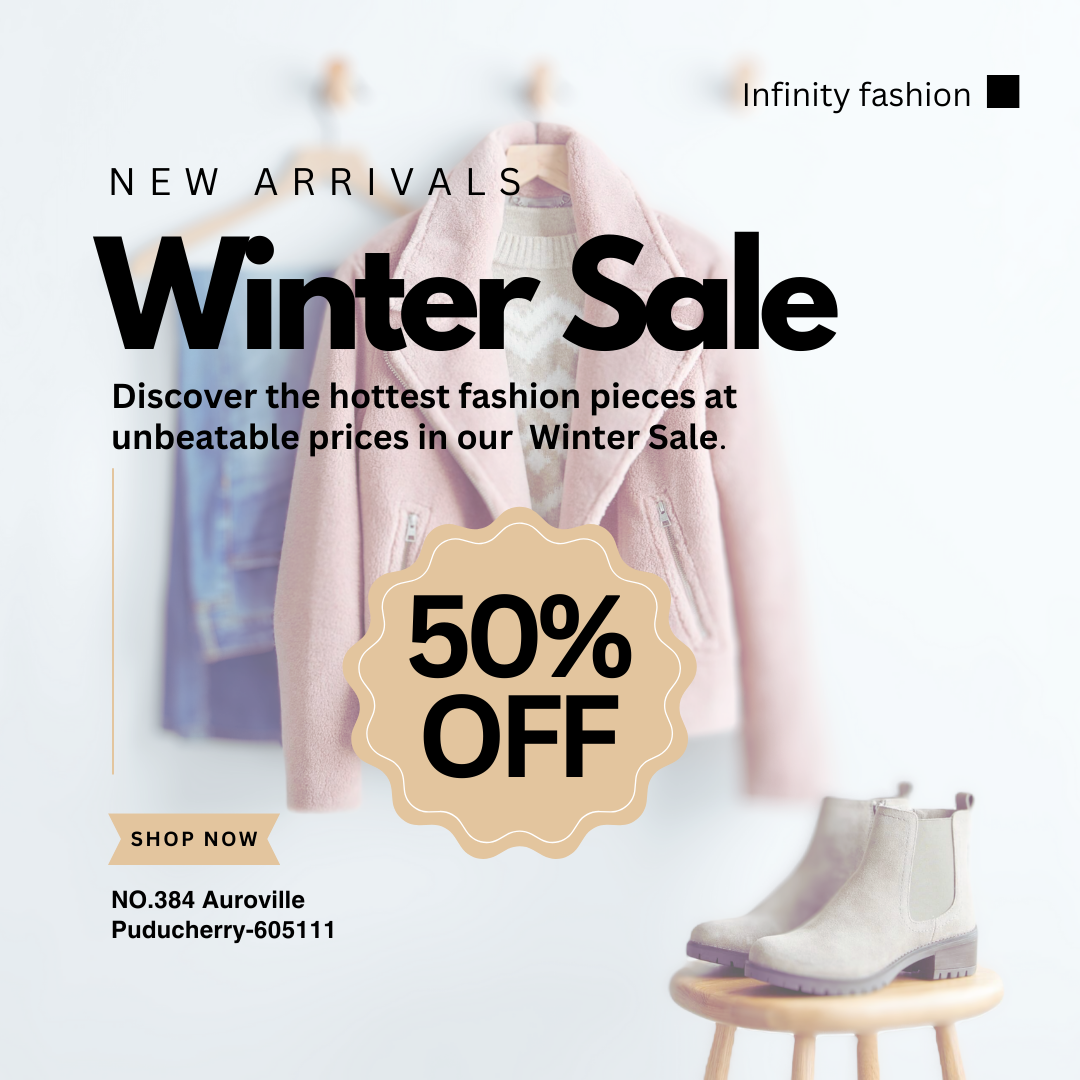 Infinity fashion
NEW ARRIVALS
Winter Sale
Discover the hottest fashion pieces at
unbeatable prices in our  Winter Sale.
50%
OFF
SHOP NOW
NO.384 Auroville
Puducherry-605111